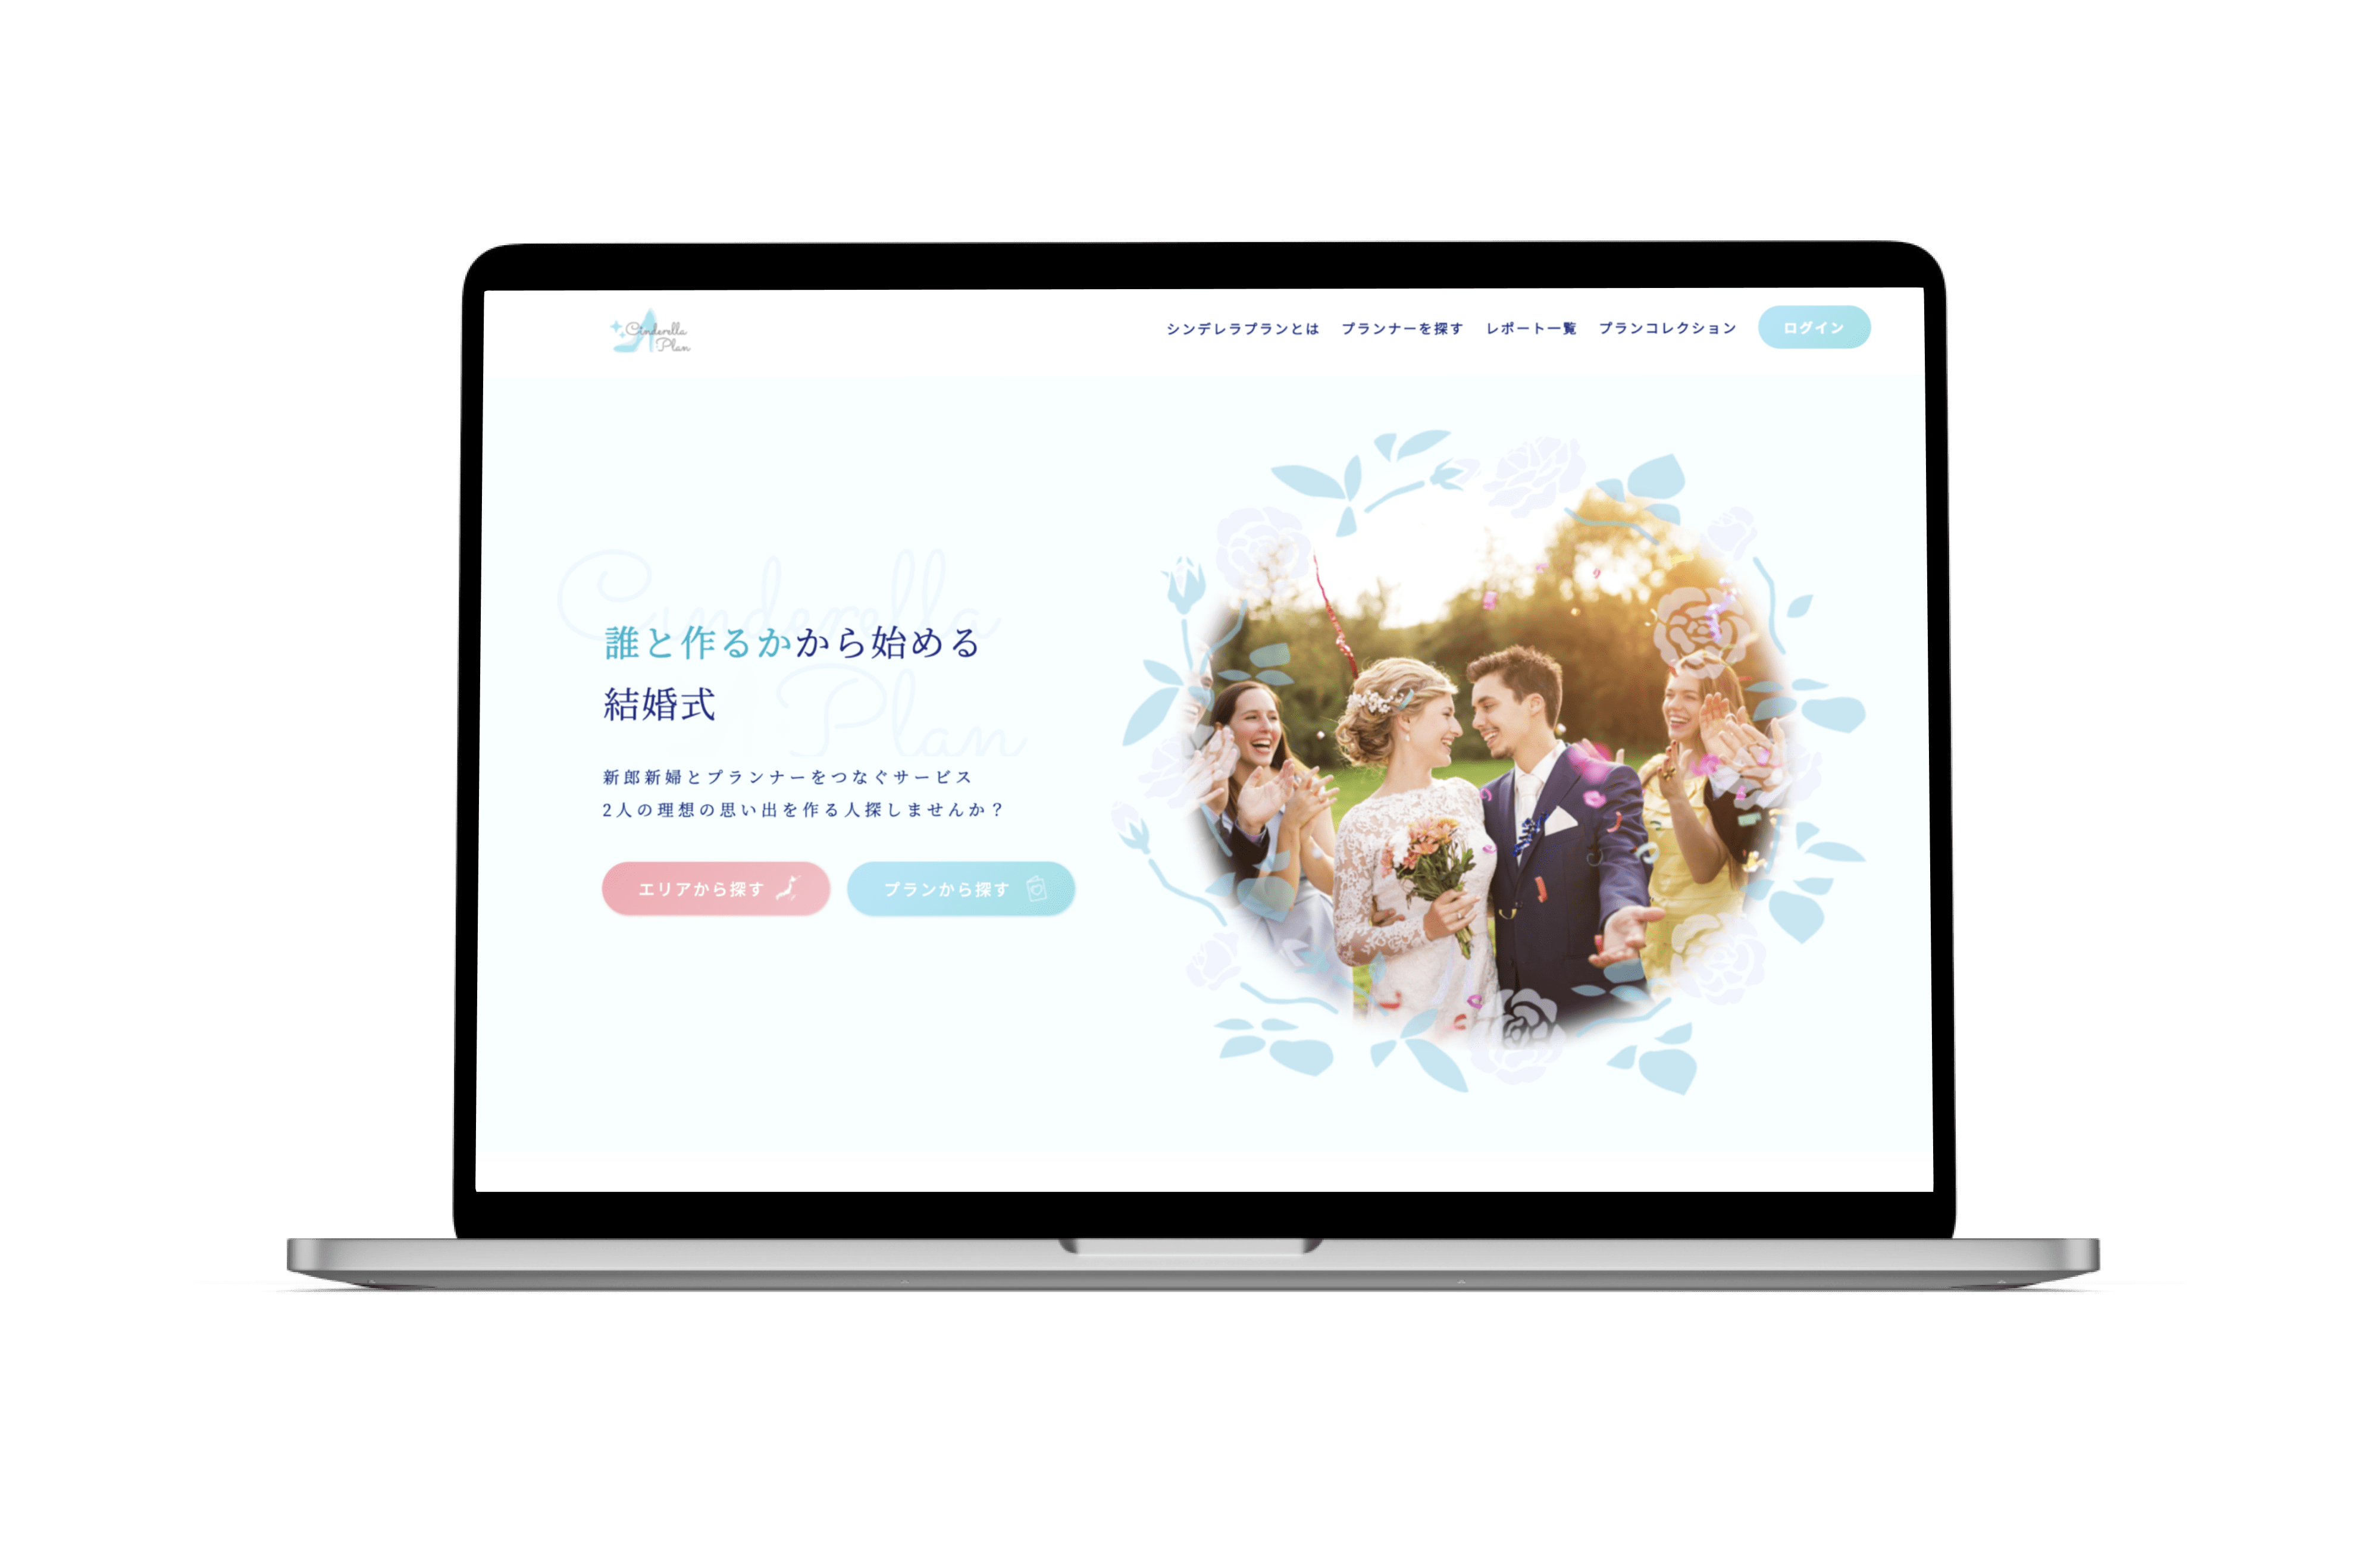 Cinderella
Plan
シンデレラプランとは プランナーを探す レポート一覧 プランコレクション ログイン
Cinderella
Plan
誰と作るかから始める
結婚式
新郎新婦とプランナーをつなぐサービス
2人の理想の思い出を作る人探しませんか？
エリアから探す プランから探す